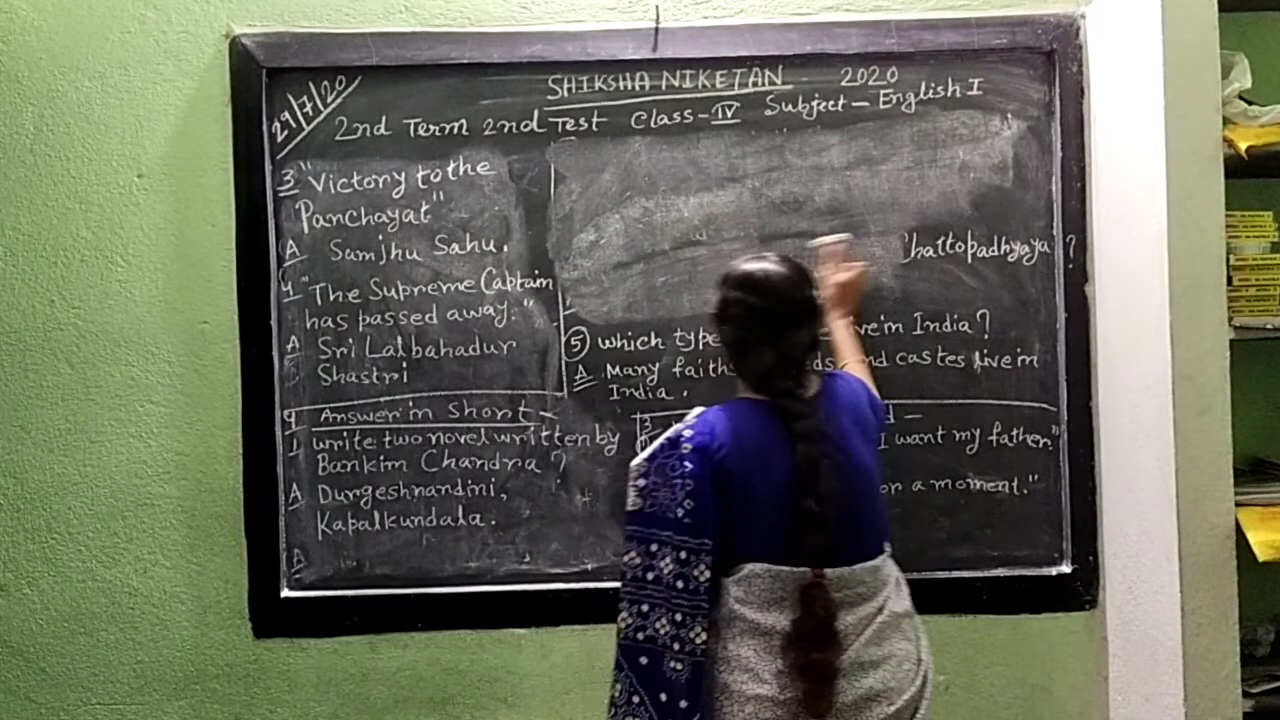 29/7/20
SHIKSHA NIKETAN - 2020
2nd Term 2nd Test Class-IV Subject - English I
3 "Victory to the
Panchayat"
A Samjhu Sahu.
4 "The Supreme Captain
has passed away."
A Sri Lalbahadur
Shastri
4 Answer in short -
1 write two novel written by
Bankim Chandra ?
A Durgeshnandini,
Kapalkundala.
A
Chattopadhyaya ?
5 which type in India?
A Many faith and castes live in
India.
3
I want my father."
or a moment."